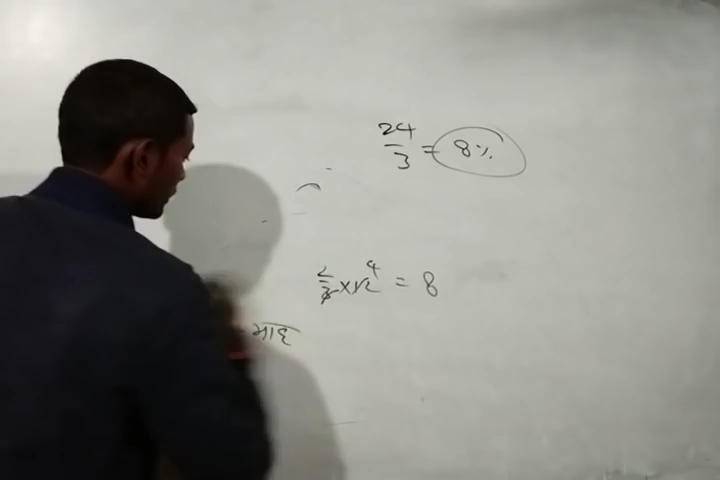 24/3 = 8%
2/3 × 12 4 = 8
माह